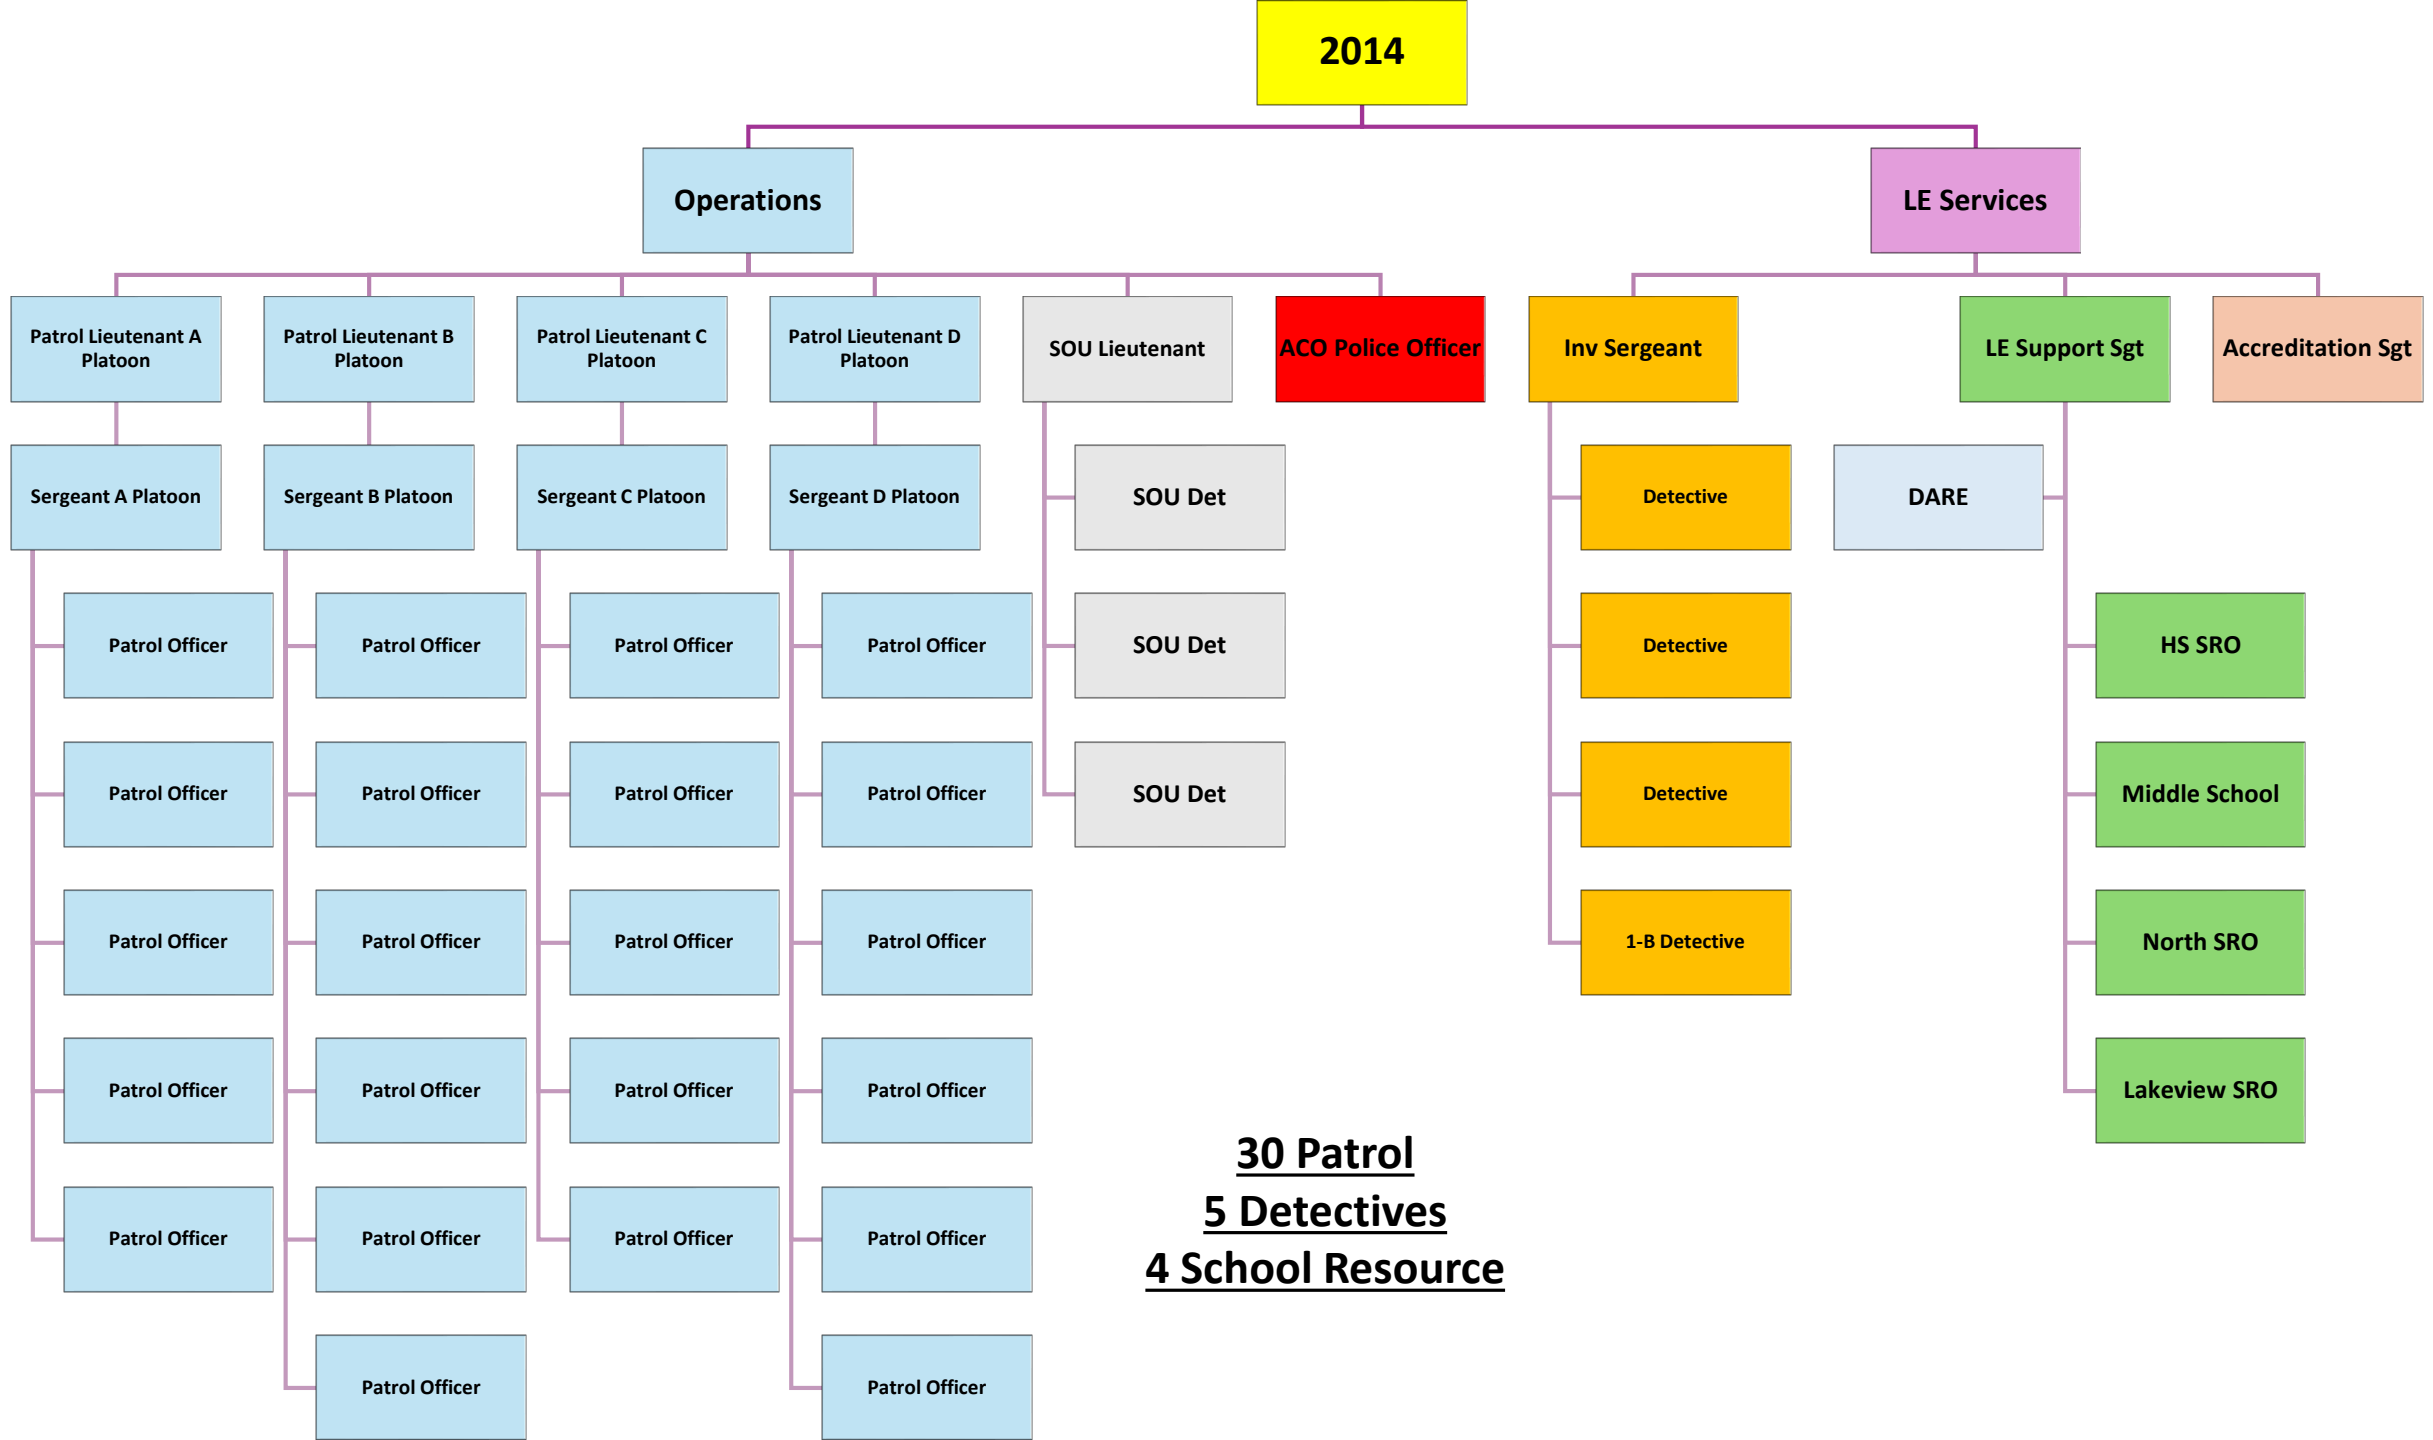 2014
Operations
LE Services
Patrol Lieutenant A
Platoon
Patrol Lieutenant B
Platoon
Patrol Lieutenant C
Platoon
Patrol Lieutenant D
Platoon
SOU Lieutenant
ACO Police Officer
Inv Sergeant
LE Support Sgt
Accreditation Sgt
Sergeant A Platoon
Sergeant B Platoon
Sergeant C Platoon
Sergeant D Platoon
SOU Det
Detective
DARE
Patrol Officer
Patrol Officer
Patrol Officer
Patrol Officer
SOU Det
Detective
HS SRO
Patrol Officer
Patrol Officer
Patrol Officer
Patrol Officer
SOU Det
Detective
Middle School
Patrol Officer
Patrol Officer
Patrol Officer
Patrol Officer
1-B Detective
North SRO
Patrol Officer
Patrol Officer
Patrol Officer
Patrol Officer
Lakeview SRO
Patrol Officer
Patrol Officer
Patrol Officer
Patrol Officer
Patrol Officer
Patrol Officer
30 Patrol
5 Detectives
4 School Resource